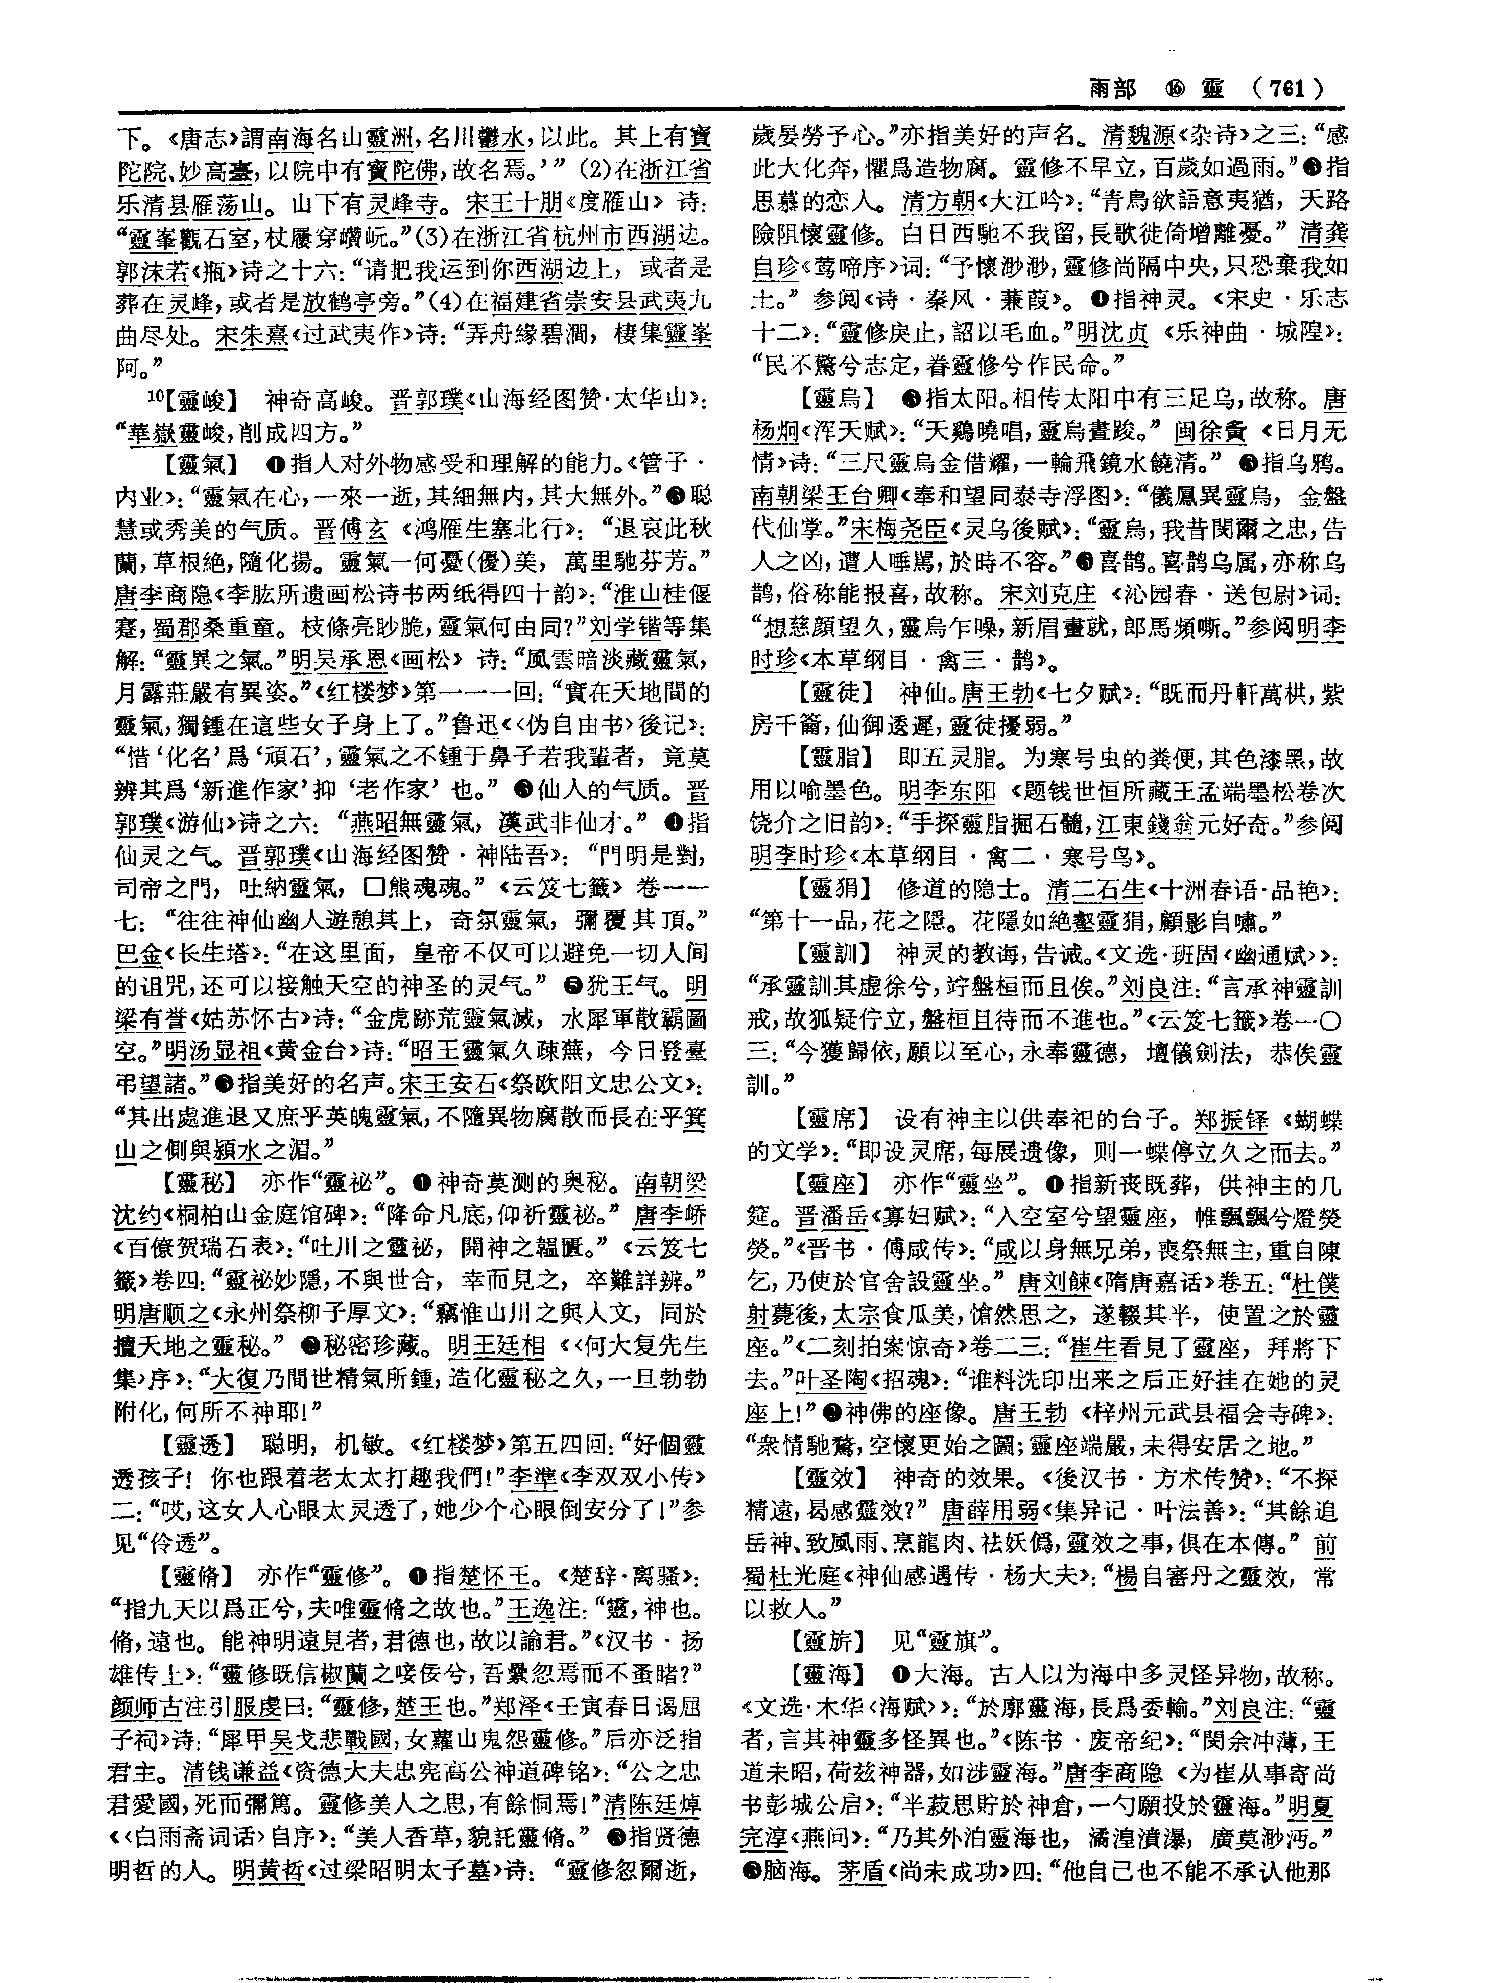 雨部 ⑯ 靈 (761)
下。《唐志》謂南海名山靈洲，名川鬱水，以此。其上有寶
陀院、妙高臺，以院中有寶陀佛，故名焉。’”(2)在浙江省
乐清县雁荡山。山下有灵峰寺。宋王十朋《度雁山》诗：
“靈峯觀石室，杖屨穿巑岏。”(3)在浙江省杭州市西湖边。
郭沫若《瓶》诗之十六：“请把我运到你西湖边上，或者是
葬在灵峰，或者是放鹤亭旁。”(4)在福建省崇安县武夷九
曲尽处。宋朱熹《过武夷作》诗：“弄舟緣碧澗，棲集靈峯
阿。”
10【靈峻】 神奇高峻。晋郭璞《山海经图赞·太华山》：
“華嶽靈峻，削成四方。”
【靈氣】 ❶指人对外物感受和理解的能力。《管子·
内业》：“靈氣在心，一來一逝，其細無内，其大無外。”❷聪
慧或秀美的气质。晋傅玄《鸿雁生塞北行》：“退哀此秋
蘭，草根絶，隨化揚。靈氣一何憂(優)美，萬里馳芬芳。”
唐李商隐《李肱所遗画松诗书两纸得四十韵》：“淮山桂偃
蹇，蜀郡桑重童。枝條亮眇脆，靈氣何由同？”刘学锴等集
解：“靈異之氣。”明吴承恩《画松》诗：“風雲暗淡藏靈氣，
月露莊嚴有異姿。”《红楼梦》第一一一回：“實在天地間的
靈氣，獨鍾在這些女子身上了。”鲁迅《〈伪自由书〉後记》：
“惜‘化名’爲‘頑石’，靈氣之不鍾于鼻子若我輩者，竟莫
辨其爲‘新進作家’抑‘老作家’也。”❸仙人的气质。晋
郭璞《游仙》诗之六：“燕昭無靈氣，漢武非仙才。”❹指
仙灵之气。晋郭璞《山海经图赞·神陆吾》：“門明是對，
司帝之門，吐納靈氣，□熊魂魂。”《云笈七籤》卷一一
七：“往往神仙幽人遊憩其上，奇氛靈氣，彌覆其頂。”
巴金《长生塔》：“在这里面，皇帝不仅可以避免一切人间
的诅咒，还可以接触天空的神圣的灵气。”❺犹王气。明
梁有誉《姑苏怀古》诗：“金虎跡荒靈氣滅，水犀軍散霸圖
空。”明汤显祖《黄金台》诗：“昭王靈氣久疎蕪，今日登臺
弔望諸。”❻指美好的名声。宋王安石《祭欧阳文忠公文》：
“其出處進退又庶乎英魄靈氣，不隨異物腐散而長在乎箕
山之側與潁水之湄。”
【靈秘】 亦作“靈祕”。❶神奇莫测的奥秘。南朝梁
沈约《桐柏山金庭馆碑》：“降命凡底，仰祈靈祕。”唐李峤
《百僚贺瑞石表》：“吐川之靈祕，開神之韞匱。”《云笈七
籤》卷四：“靈祕妙隱，不與世合，幸而見之，卒難詳辨。”
明唐顺之《永州祭柳子厚文》：“竊惟山川之與人文，同於
擅天地之靈秘。”❷秘密珍藏。明王廷相《〈何大复先生
集〉序》：“大復乃間世精氣所鍾，造化靈秘之久，一旦勃勃
附化，何所不神耶！”
【靈透】 聪明，机敏。《红楼梦》第五四回：“好個靈
透孩子！你也跟着老太太打趣我們！”李準《李双双小传》
二：“哎，这女人心眼太灵透了，她少个心眼倒安分了！”参
见“伶透”。
【靈脩】 亦作“靈修”。❶指楚怀王。《楚辞·离骚》：
“指九天以爲正兮，夫唯靈脩之故也。”王逸注：“靈，神也。
脩，遠也。能神明遠見者，君德也，故以諭君。”《汉书·扬
雄传上》：“靈修既信椒蘭之唼佞兮，吾纍忽焉而不蚤睹？”
颜师古注引服虔曰：“靈修，楚王也。”郑泽《壬寅春日谒屈
子祠》诗：“犀甲吴戈悲戰國，女蘿山鬼怨靈修。”后亦泛指
君主。清钱谦益《资德大夫忠宪高公神道碑铭》：“公之忠
君愛國，死而彌篤。靈修美人之思，有餘恫焉！”清陈廷焯
《〈白雨斋词话〉自序》：“美人香草，貌託靈脩。”❷指贤德
明哲的人。明黄哲《过梁昭明太子墓》诗：“靈修忽爾逝，
歲晏勞予心。”亦指美好的声名。清魏源《杂诗》之三：“感
此大化奔，懼爲造物腐。靈修不早立，百歲如過雨。”❸指
思慕的恋人。清方朝《大江吟》：“青鳥欲語意夷猶，天路
險阻懷靈修。白日西馳不我留，長歌徙倚增離憂。”清龚
自珍《莺啼序》词：“予懷渺渺，靈修尚隔中央，只恐棄我如
土。”参阅《诗·秦风·蒹葭》。❹指神灵。《宋史·乐志
十二》：“靈修戾止，詔以毛血。”明沈贞《乐神曲·城隍》：
“民不驚兮志定，眷靈修兮作民命。”
【靈烏】 ❶指太阳。相传太阳中有三足乌，故称。唐
杨炯《浑天赋》：“天鷄曉唱，靈烏晝踆。”闽徐夤《日月无
情》诗：“三尺靈烏金借耀，一輪飛鏡水饒清。”❷指乌鸦。
南朝梁王台卿《奉和望同泰寺浮图》：“儀鳳異靈烏，金盤
代仙掌。”宋梅尧臣《灵乌後赋》：“靈烏，我昔閔爾之忠，告
人之凶，遭人唾罵，於時不容。”❸喜鹊。喜鹊乌属，亦称乌
鹊，俗称能报喜，故称。宋刘克庄《沁园春·送包尉》词：
“想慈顔望久，靈烏乍噪，新眉畫就，郎馬頻嘶。”参阅明李
时珍《本草纲目·禽三·鹊》。
【靈徒】 神仙。唐王勃《七夕赋》：“既而丹軒萬栱，紫
房千籥，仙御逶遲，靈徒擾弱。”
【靈脂】 即五灵脂。为寒号虫的粪便，其色漆黑，故
用以喻墨色。明李东阳《题钱世恒所藏王孟端墨松卷次
饶介之旧韵》：“手探靈脂掘石髓，江東錢翁元好奇。”参阅
明李时珍《本草纲目·禽二·寒号鸟》。
【靈狷】 修道的隐士。清二石生《十洲春语·品艳》：
“第十一品，花之隠。花隱如絶壑靈狷，顧影自嘯。”
【靈訓】 神灵的教诲，告诫。《文选·班固〈幽通赋〉》：
“承靈訓其虚徐兮，竚盤桓而且俟。”刘良注：“言承神靈訓
戒，故狐疑佇立，盤桓且待而不進也。”《云笈七籤》卷一〇
三：“今獲歸依，願以至心，永奉靈德，壇儀劍法，恭俟靈
訓。”
【靈席】 设有神主以供奉祀的台子。郑振铎《蝴蝶
的文学》：“即设灵席，每展遗像，则一蝶停立久之而去。”
【靈座】 亦作“靈坐”。❶指新丧既葬，供神主的几
筵。晋潘岳《寡妇赋》：“入空室兮望靈座，帷飄飄兮燈熒
熒。”《晋书·傅咸传》：“咸以身無兄弟，喪祭無主，重自陳
乞，乃使於官舍設靈坐。”唐刘餗《隋唐嘉话》卷五：“杜僕
射薨後，太宗食瓜美，愴然思之，遂輟其半，使置之於靈
座。”《二刻拍案惊奇》卷二三：“崔生看見了靈座，拜將下
去。”叶圣陶《招魂》：“谁料洗印出来之后正好挂在她的灵
座上！”❷神佛的座像。唐王勃《梓州元武县福会寺碑》：
“衆情馳騖，空懷更始之圖；靈座端嚴，未得安居之地。”
【靈效】 神奇的效果。《後汉书·方术传赞》：“不探
精遠，曷感靈效？”唐薛用弱《集异记·叶法善》：“其餘追
岳神、致風雨、烹龍肉、祛妖僞，靈效之事，俱在本傳。”前
蜀杜光庭《神仙感遇传·杨大夫》：“楊自審丹之靈效，常
以救人。”
【靈旂】 见“靈旗”。
【靈海】 ❶大海。古人以为海中多灵怪异物，故称。
《文选·木华〈海赋〉》：“於廓靈海，長爲委輸。”刘良注：“靈
者，言其神靈多怪異也。”《陈书·废帝纪》：“閔余冲薄，王
道未昭，荷兹神器，如涉靈海。”唐李商隐《为崔从事寄尚
书彭城公启》：“半菽思貯於神倉，一勺願投於靈海。”明夏
完淳《燕问》：“乃其外泊靈海也，潏湟濆瀑，廣莫渺沔。”
❷脑海。茅盾《尚未成功》四：“他自己也不能不承认他那